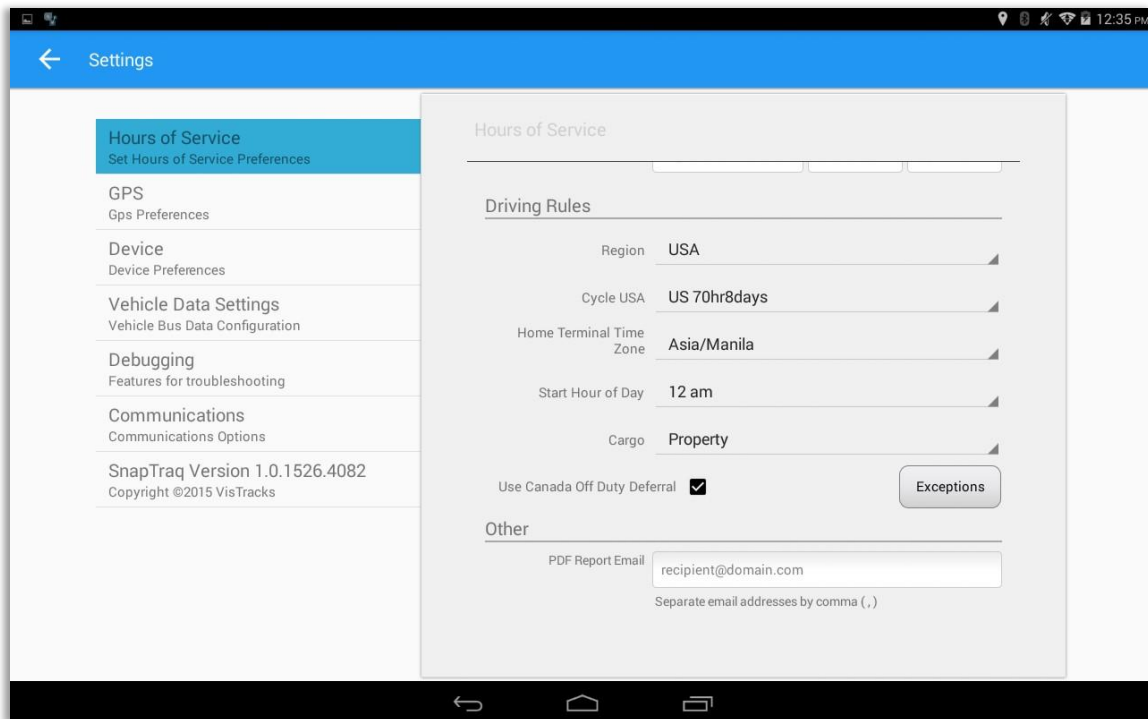 12:35 PM
Settings
Hours of Service
Set Hours of Service Preferences
GPS
Gps Preferences
Device
Device Preferences
Vehicle Data Settings
Vehicle Bus Data Configuration
Debugging
Features for troubleshooting
Communications
Communications Options
SnapTraq Version 1.0.1526.4082
Copyright ©2015 VisTracks
Hours of Service
Driving Rules
Region USA
Cycle USA US 70hr8days
Home Terminal Time
Zone Asia/Manila
Start Hour of Day 12 am
Cargo Property
Use Canada Off Duty Deferral Exceptions
Other
PDF Report Email recipient@domain.com
Separate email addresses by comma ( , )